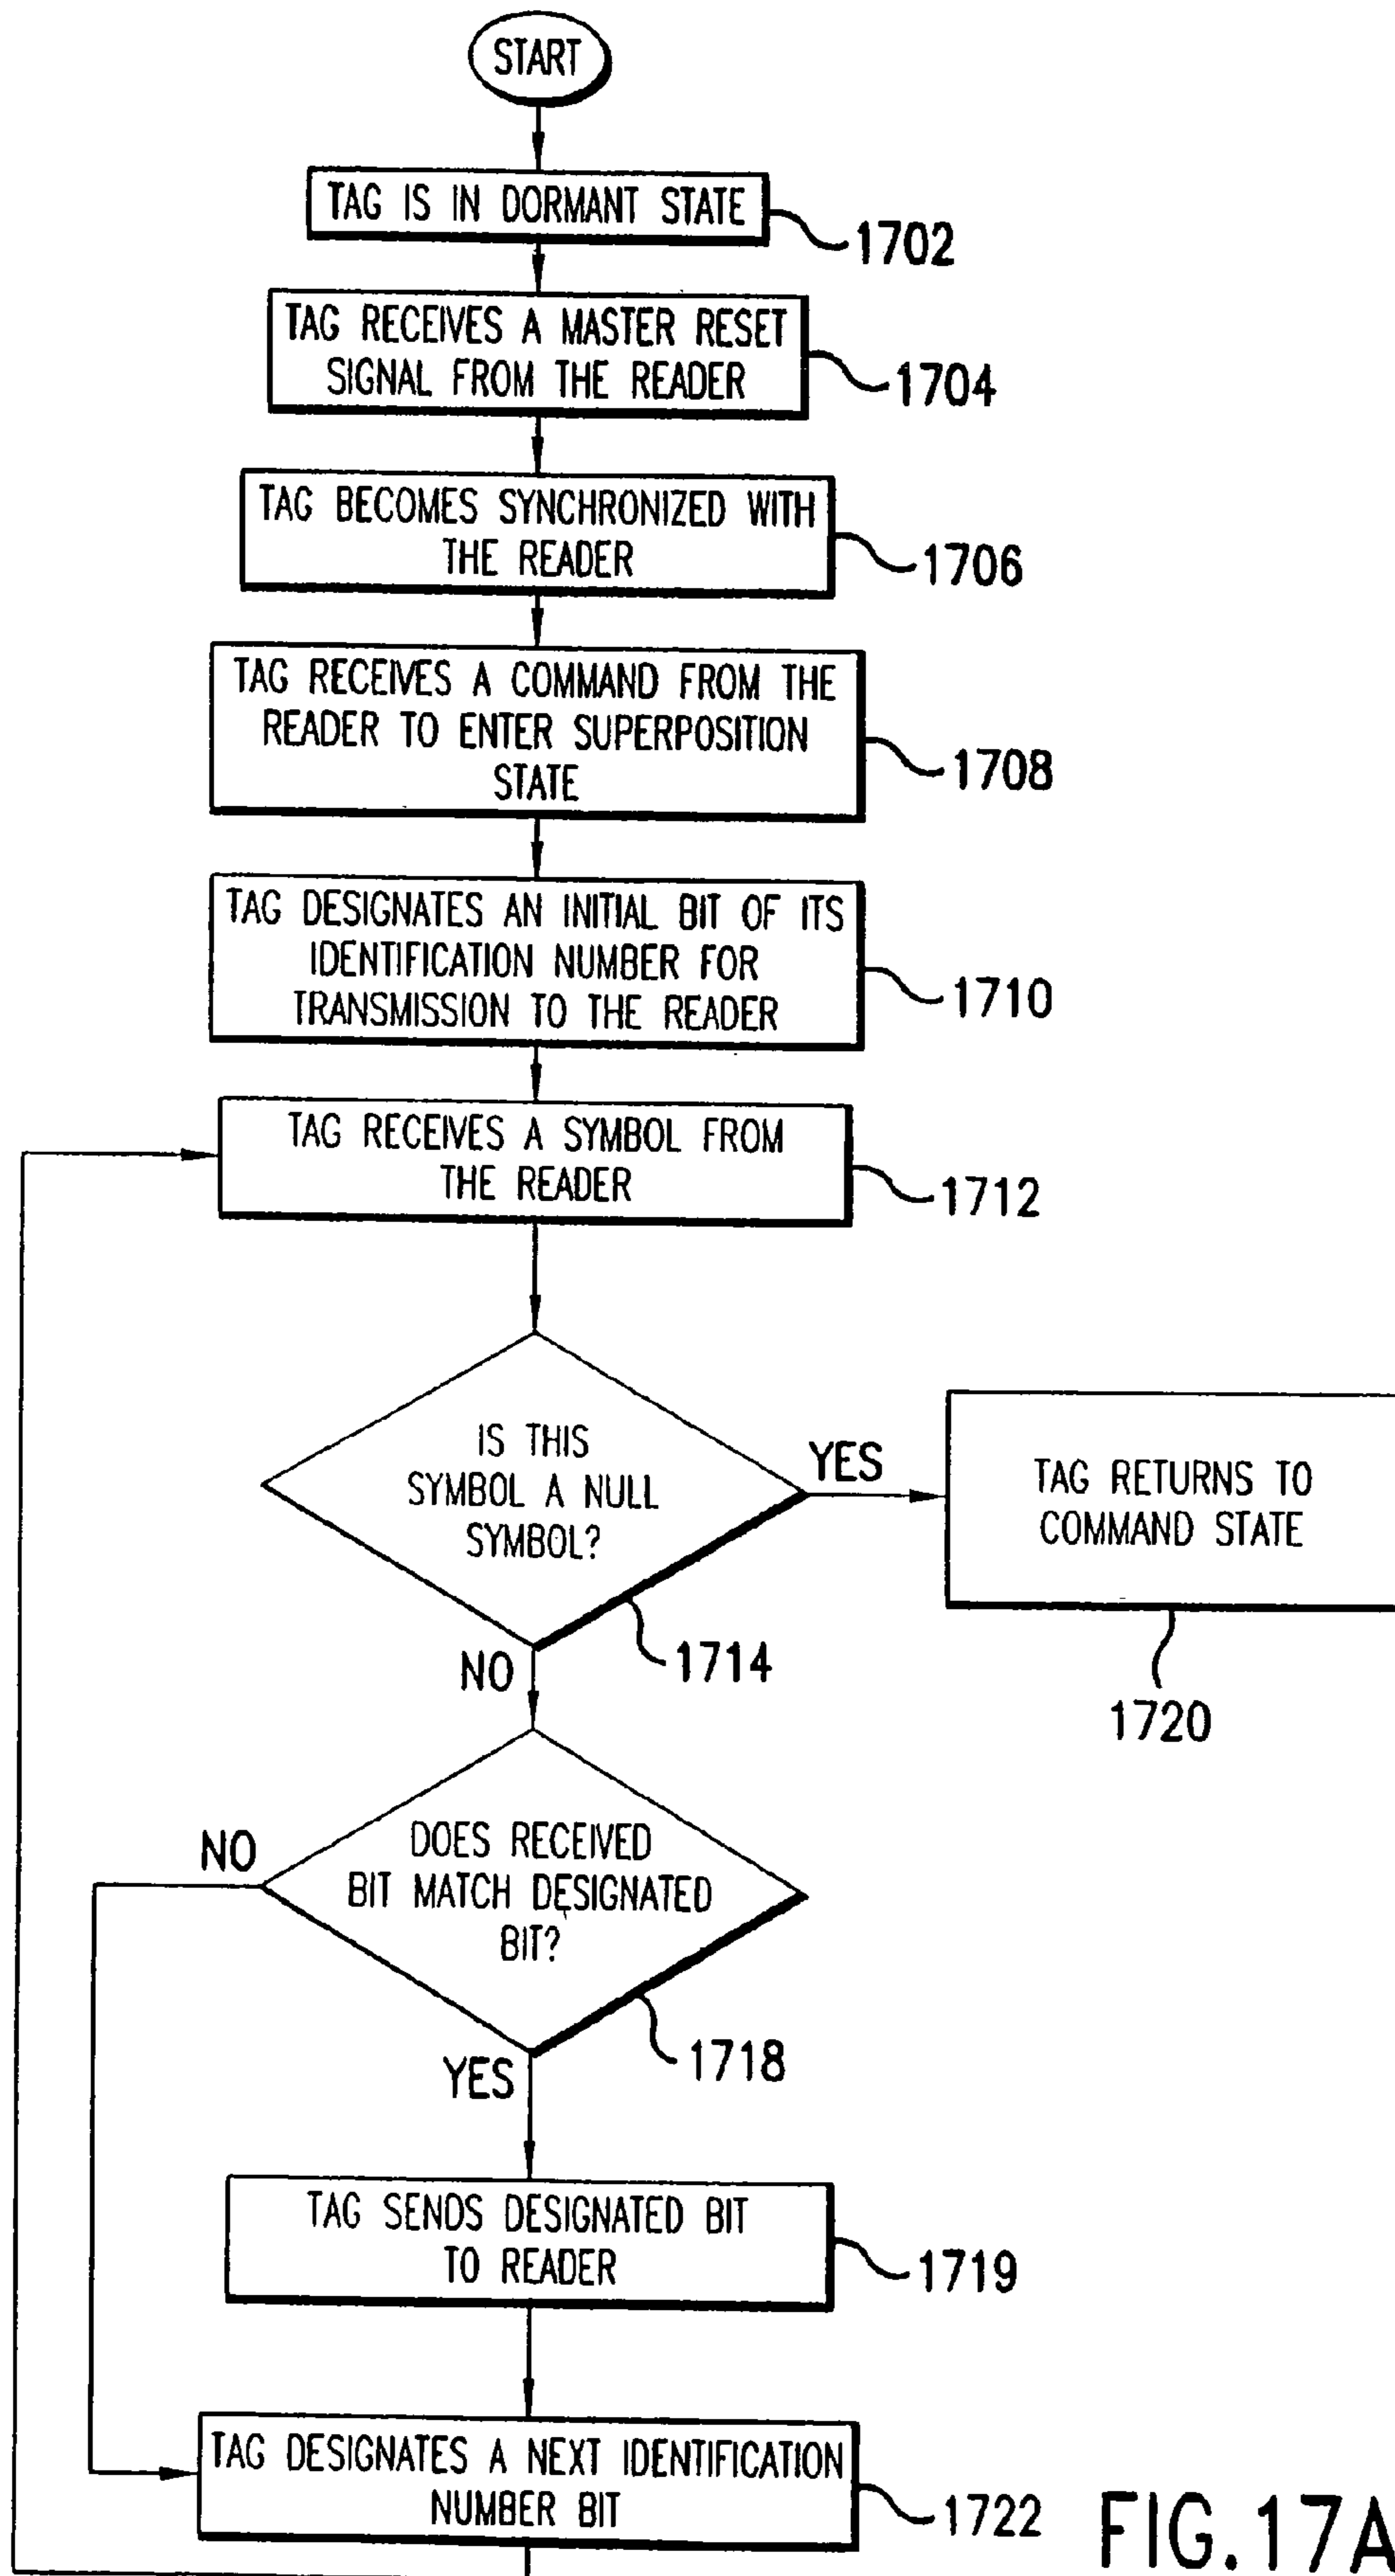 START
TAG IS IN DORMANT STATE
1702
TAG RECEIVES A MASTER RESET
SIGNAL FROM THE READER
1704
TAG BECOMES SYNCHRONIZED WITH
THE READER
1706
TAG RECEIVES A COMMAND FROM THE
READER TO ENTER SUPERPOSITION
STATE
1708
TAG DESIGNATES AN INITIAL BIT OF ITS
IDENTIFICATION NUMBER FOR
TRANSMISSION TO THE READER
1710
TAG RECEIVES A SYMBOL FROM
THE READER
1712
IS THIS
SYMBOL A NULL
SYMBOL?
YES
TAG RETURNS TO
COMMAND STATE
1714
NO
1720
DOES RECEIVED
BIT MATCH DESIGNATED
BIT?
NO
1718
YES
TAG SENDS DESIGNATED BIT
TO READER
1719
TAG DESIGNATES A NEXT IDENTIFICATION
NUMBER BIT
1722
FIG.17A